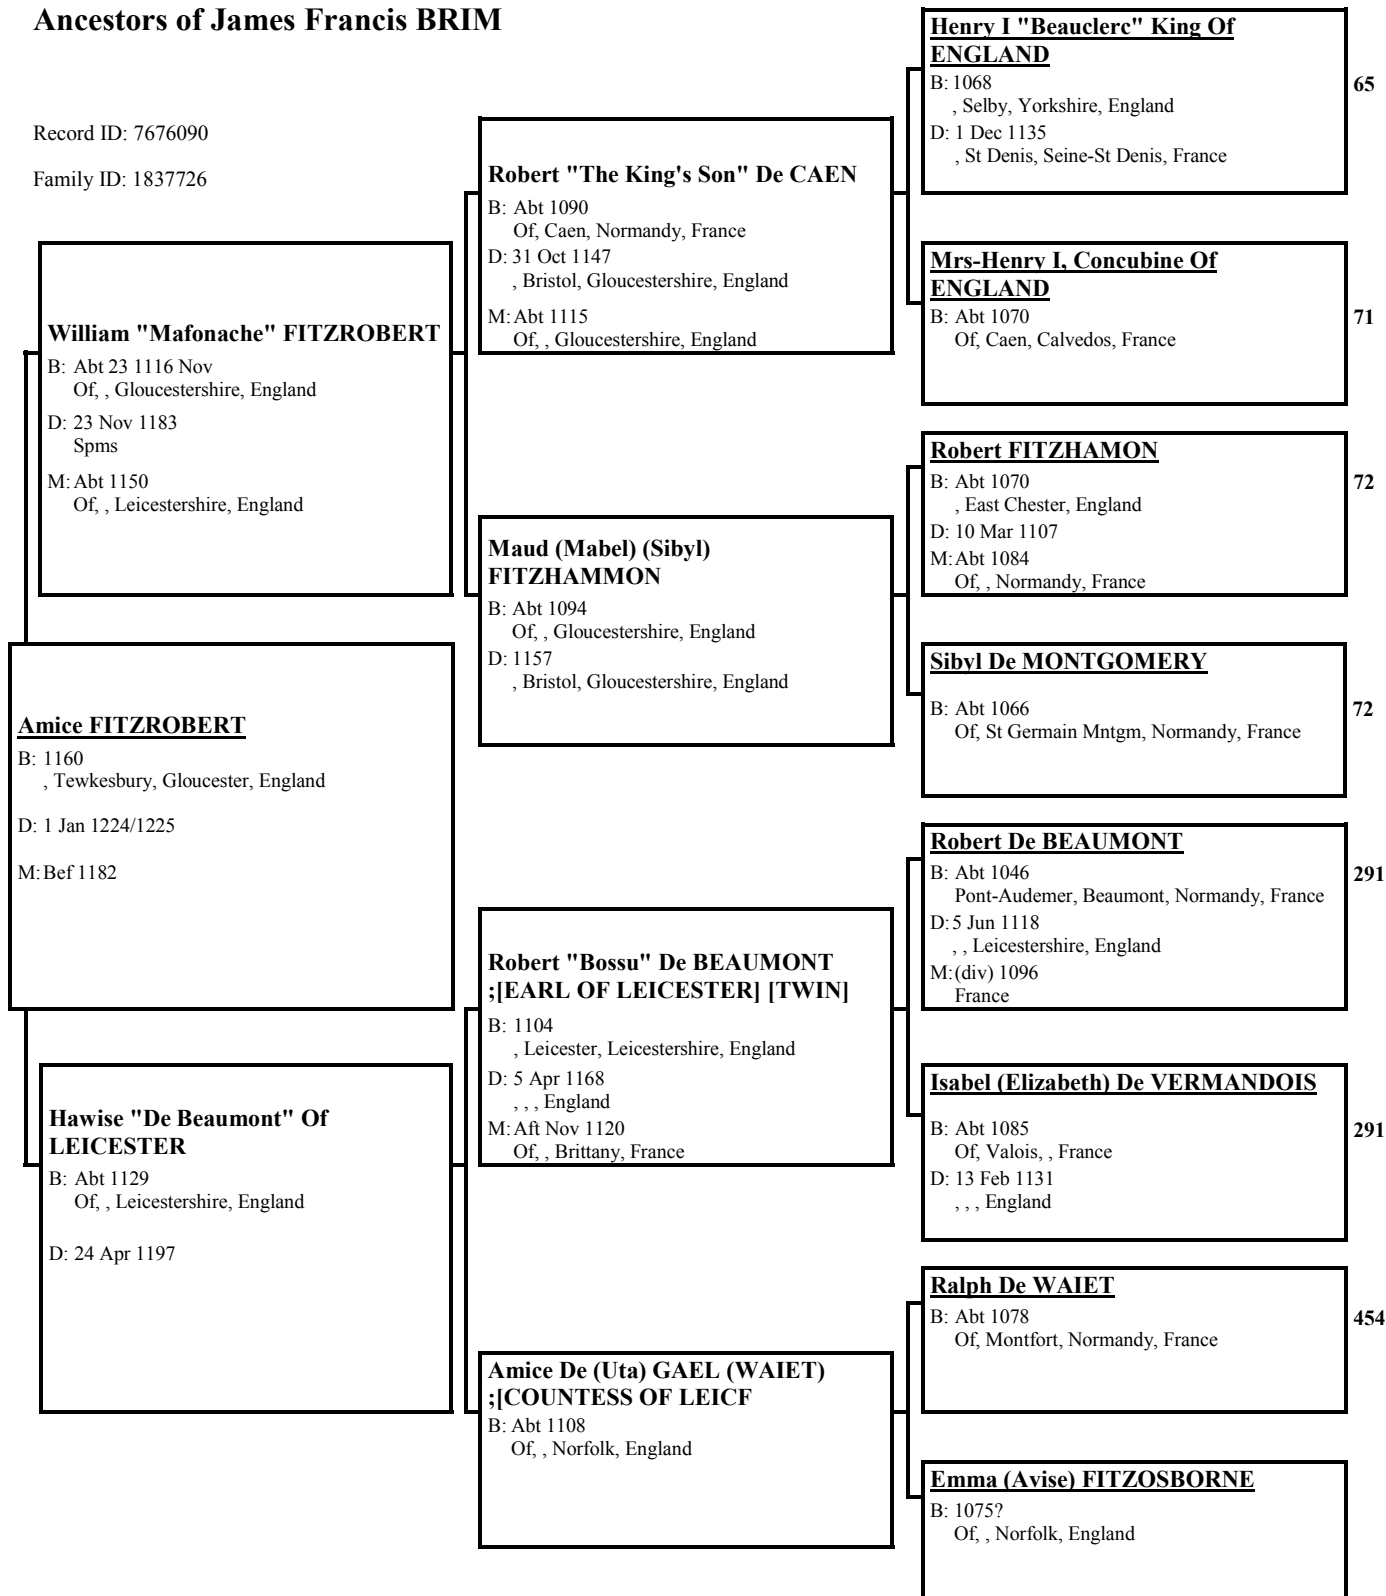 Ancestors of James Francis BRIM
Record ID: 7676090
Family ID: 1837726
William "Mafonache" FITZROBERT
B: Abt 23 1116 Nov
Of, , Gloucestershire, England
D: 23 Nov 1183
Spms
M: Abt 1150
Of, , Leicestershire, England
Amice FITZROBERT
B: 1160
, Tewkesbury, Gloucester, England
D: 1 Jan 1224/1225
M: Bef 1182
Hawise "De Beaumont" Of
LEICESTER
B: Abt 1129
Of, , Leicestershire, England
D: 24 Apr 1197
Robert "The King's Son" De CAEN
B: Abt 1090
Of, Caen, Normandy, France
D: 31 Oct 1147
, Bristol, Gloucestershire, England
M: Abt 1115
Of, , Gloucestershire, England
Maud (Mabel) (Sibyl)
FITZHAMMON
B: Abt 1094
Of, , Gloucestershire, England
D: 1157
, Bristol, Gloucestershire, England
Robert "Bossu" De BEAUMONT
;[EARL OF LEICESTER] [TWIN]
B: 1104
, Leicester, Leicestershire, England
D: 5 Apr 1168
, , , England
M: Aft Nov 1120
Of, , Brittany, France
Amice De (Uta) GAEL (WAIET)
;[COUNTESS OF LEICF
B: Abt 1108
Of, , Norfolk, England
Henry I "Beauclerc" King Of
ENGLAND
B: 1068
, Selby, Yorkshire, England
D: 1 Dec 1135
, St Denis, Seine-St Denis, France
65
Mrs-Henry I, Concubine Of
ENGLAND
B: Abt 1070
Of, Caen, Calvedos, France
71
Robert FITZHAMON
B: Abt 1070
, East Chester, England
D: 10 Mar 1107
M: Abt 1084
Of, , Normandy, France
72
Sibyl De MONTGOMERY
B: Abt 1066
Of, St Germain Mntgm, Normandy, France
72
Robert De BEAUMONT
B: Abt 1046
Pont-Audemer, Beaumont, Normandy, France
D: 5 Jun 1118
, , Leicestershire, England
M: (div) 1096
France
291
Isabel (Elizabeth) De VERMANDOIS
B: Abt 1085
Of, Valois, , France
D: 13 Feb 1131
, , , England
291
Ralph De WAIET
B: Abt 1078
Of, Montfort, Normandy, France
454
Emma (Avise) FITZOSBORNE
B: 1075?
Of, , Norfolk, England